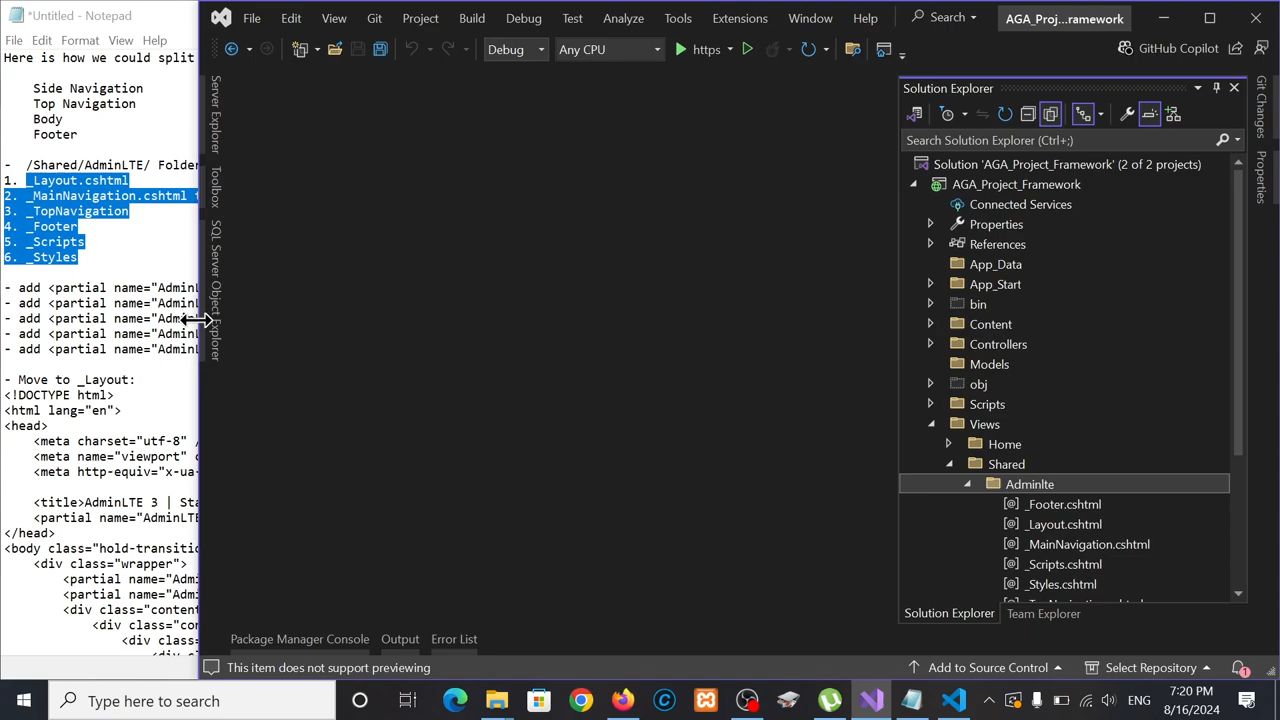 *Untitled - Notepad
File Edit Format View Help
Here is how we could split
Side Navigation
Top Navigation
Body
Footer
- /Shared/AdminLTE/ Folder
1. _Layout.cshtml
2. _MainNavigation.cshtml
3. _TopNavigation
4. _Footer
5. _Scripts
6. _Styles
- add <partial name="AdminL
- add <partial name="AdminL
- add <partial name="AdminL
- add <partial name="AdminL
- add <partial name="AdminL
- Move to _Layout:
<!DOCTYPE html>
<html lang="en">
<head>
<meta charset="utf-8" /
<meta name="viewport" c
<meta http-equiv="x-ua-
<title>AdminLTE 3 | Sta
<partial name="AdminLTE
</head>
<body class="hold-transitio
<div class="wrapper">
<partial name="Adm
<partial name="Adm
<div class="content
<div class="con
<div class=
<div
File Edit View Git Project Build Debug Test Analyze Tools Extensions Window Help Search AGA_Proj...ramework
Debug Any CPU https GitHub Copilot
Server Explorer
Toolbox
SQL Server Object Explorer
Solution Explorer
Search Solution Explorer (Ctrl+;)
Solution 'AGA_Project_Framework' (2 of 2 projects)
AGA_Project_Framework
Connected Services
Properties
References
App_Data
App_Start
bin
Content
Controllers
Models
obj
Scripts
Views
Home
Shared
Adminlte
_Footer.cshtml
_Layout.cshtml
_MainNavigation.cshtml
_Scripts.cshtml
_Styles.cshtml
Solution Explorer Team Explorer
Git Changes
Properties
Package Manager Console Output Error List
This item does not support previewing
Add to Source Control Select Repository 1
Type here to search
ENG
7:20 PM
8/16/2024